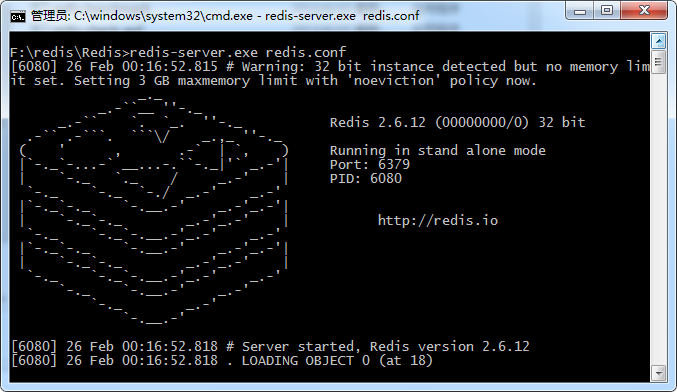 管理员: C:\windows\system32\cmd.exe - redis-server.exe  redis.conf
F:\redis\Redis>redis-server.exe redis.conf
[6080] 26 Feb 00:16:52.815 # Warning: 32 bit instance detected but no memory lim
it set. Setting 3 GB maxmemory limit with 'noeviction' policy now.
Redis 2.6.12 (00000000/0) 32 bit
Running in stand alone mode
Port: 6379
PID: 6080
http://redis.io
[6080] 26 Feb 00:16:52.818 # Server started, Redis version 2.6.12
[6080] 26 Feb 00:16:52.818 . LOADING OBJECT 0 (at 18)